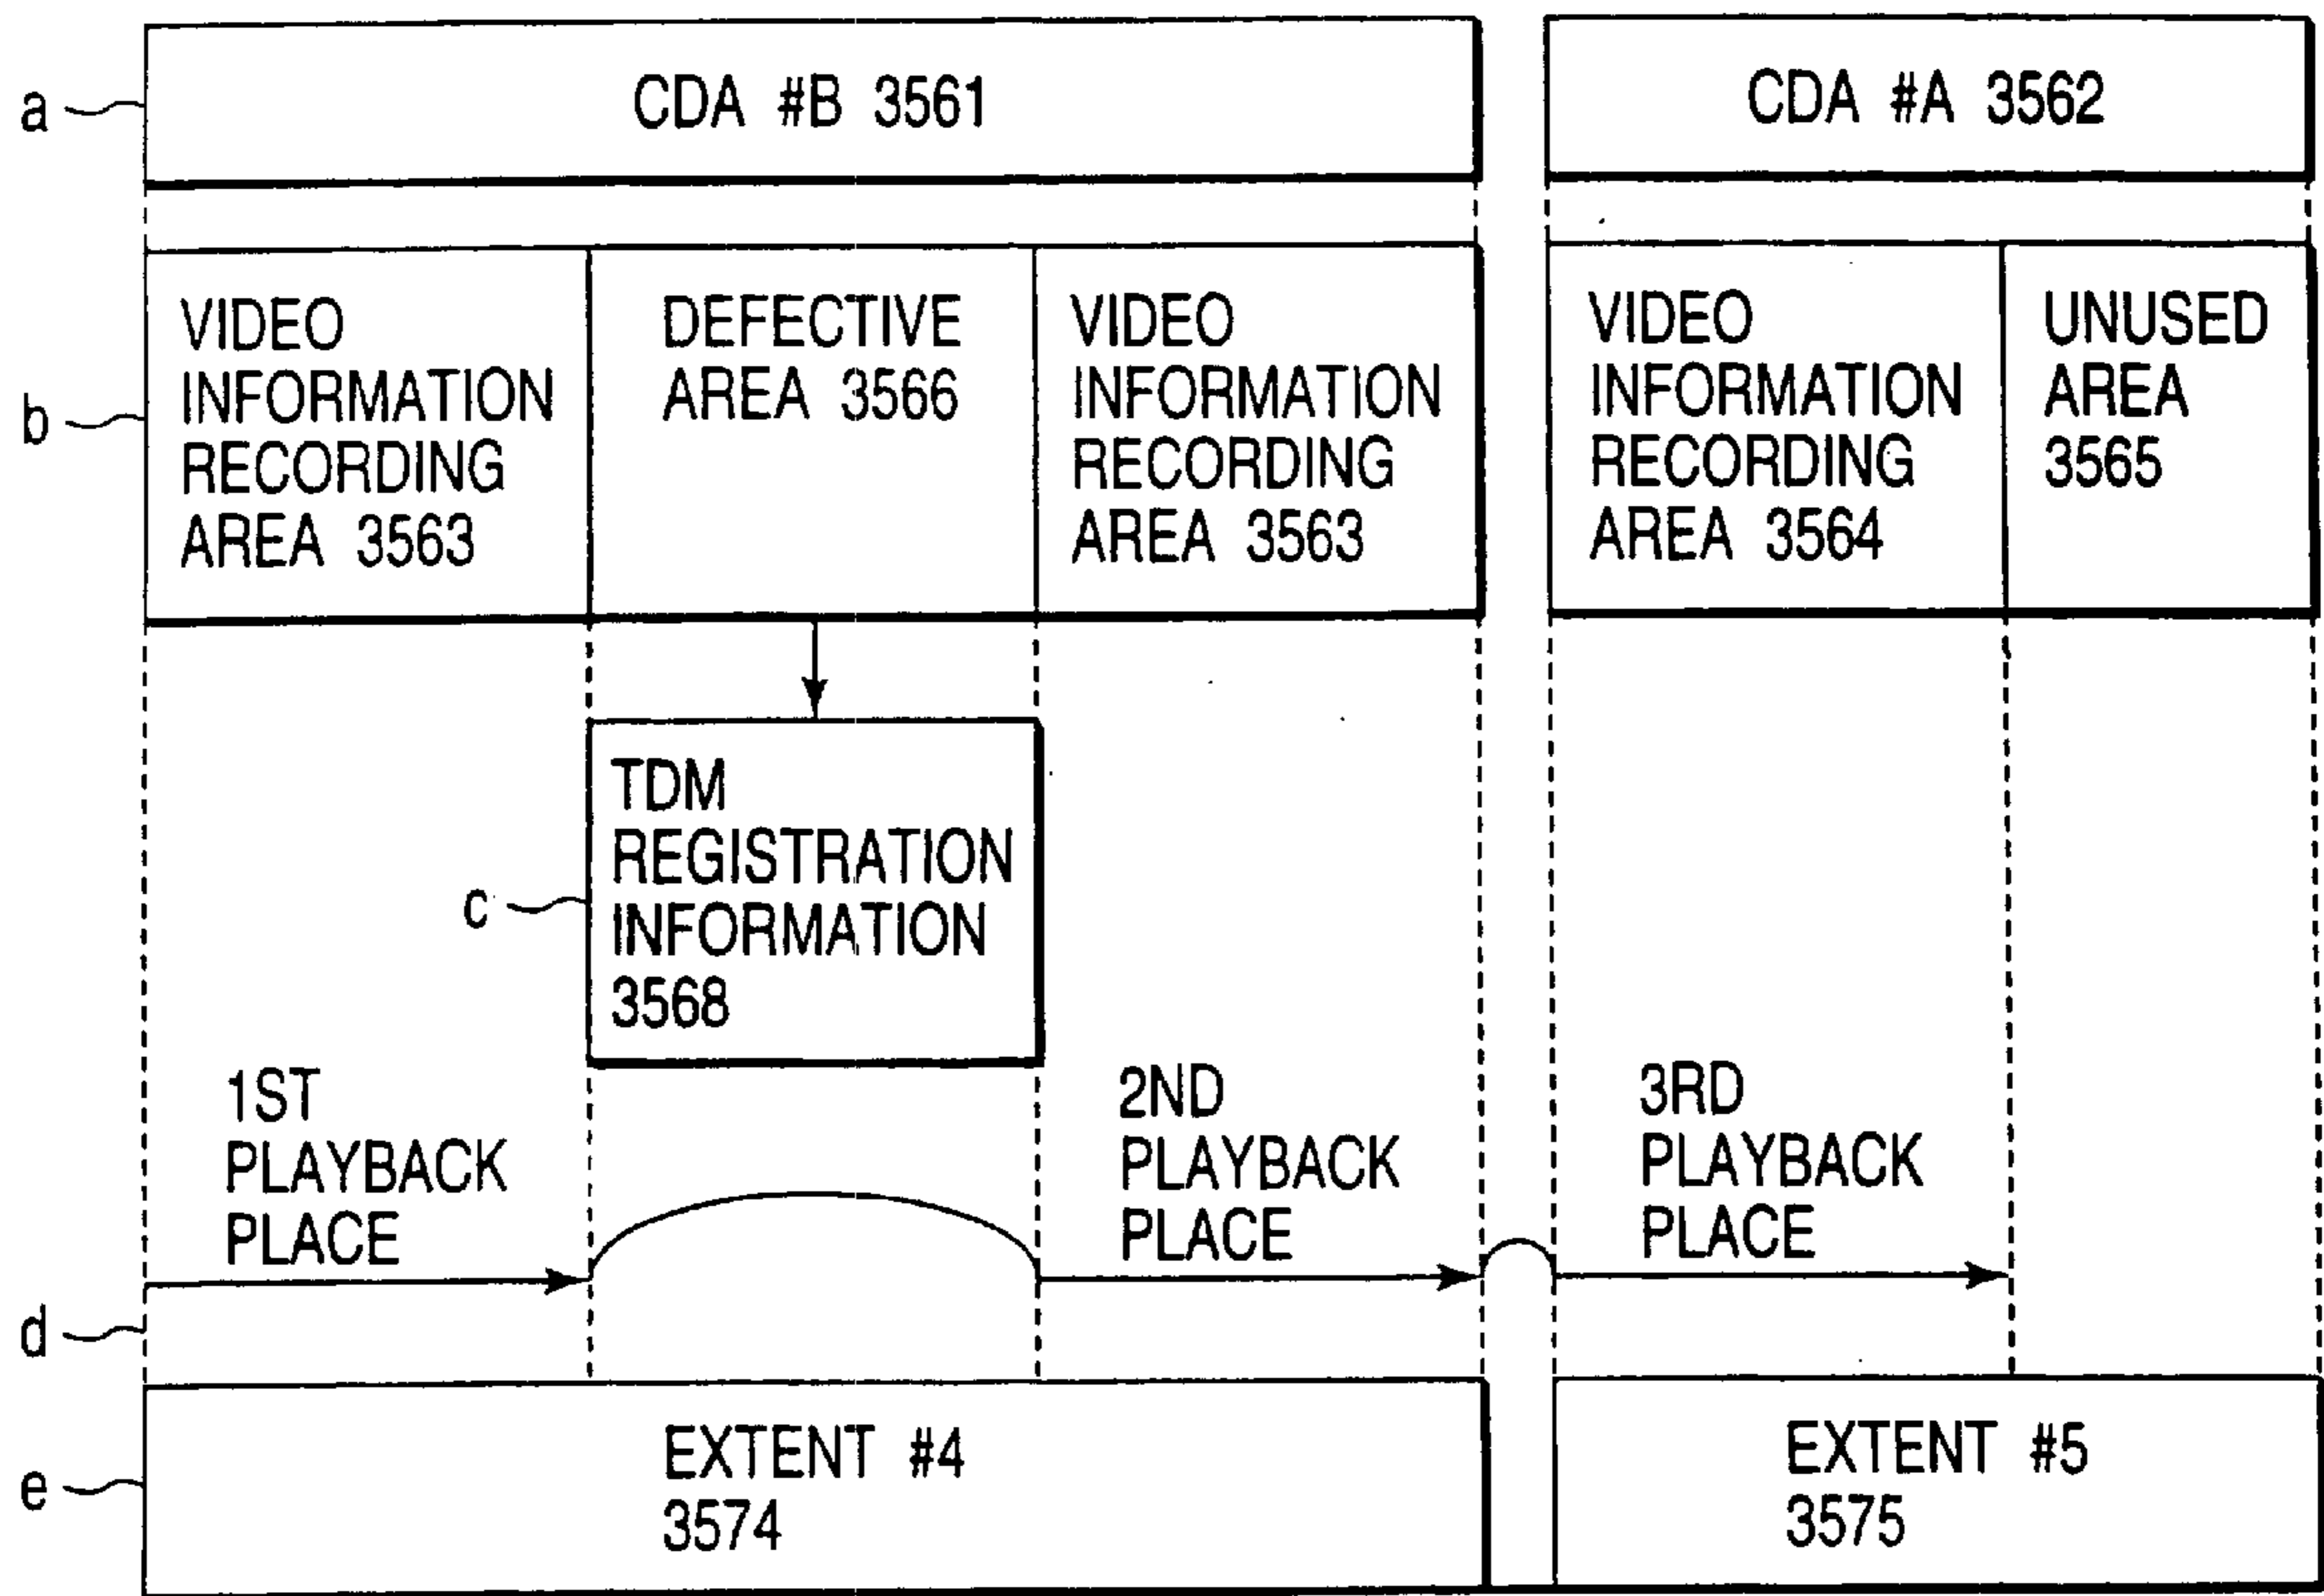 a
CDA #B 3561
CDA #A 3562
b
VIDEO
INFORMATION
RECORDING
AREA 3563
DEFECTIVE
AREA 3566
VIDEO
INFORMATION
RECORDING
AREA 3563
VIDEO
INFORMATION
RECORDING
AREA 3564
UNUSED
AREA
3565
c
TDM
REGISTRATION
INFORMATION
3568
1ST
PLAYBACK
PLACE
2ND
PLAYBACK
PLACE
3RD
PLAYBACK
PLACE
d
e
EXTENT #4
3574
EXTENT #5
3575